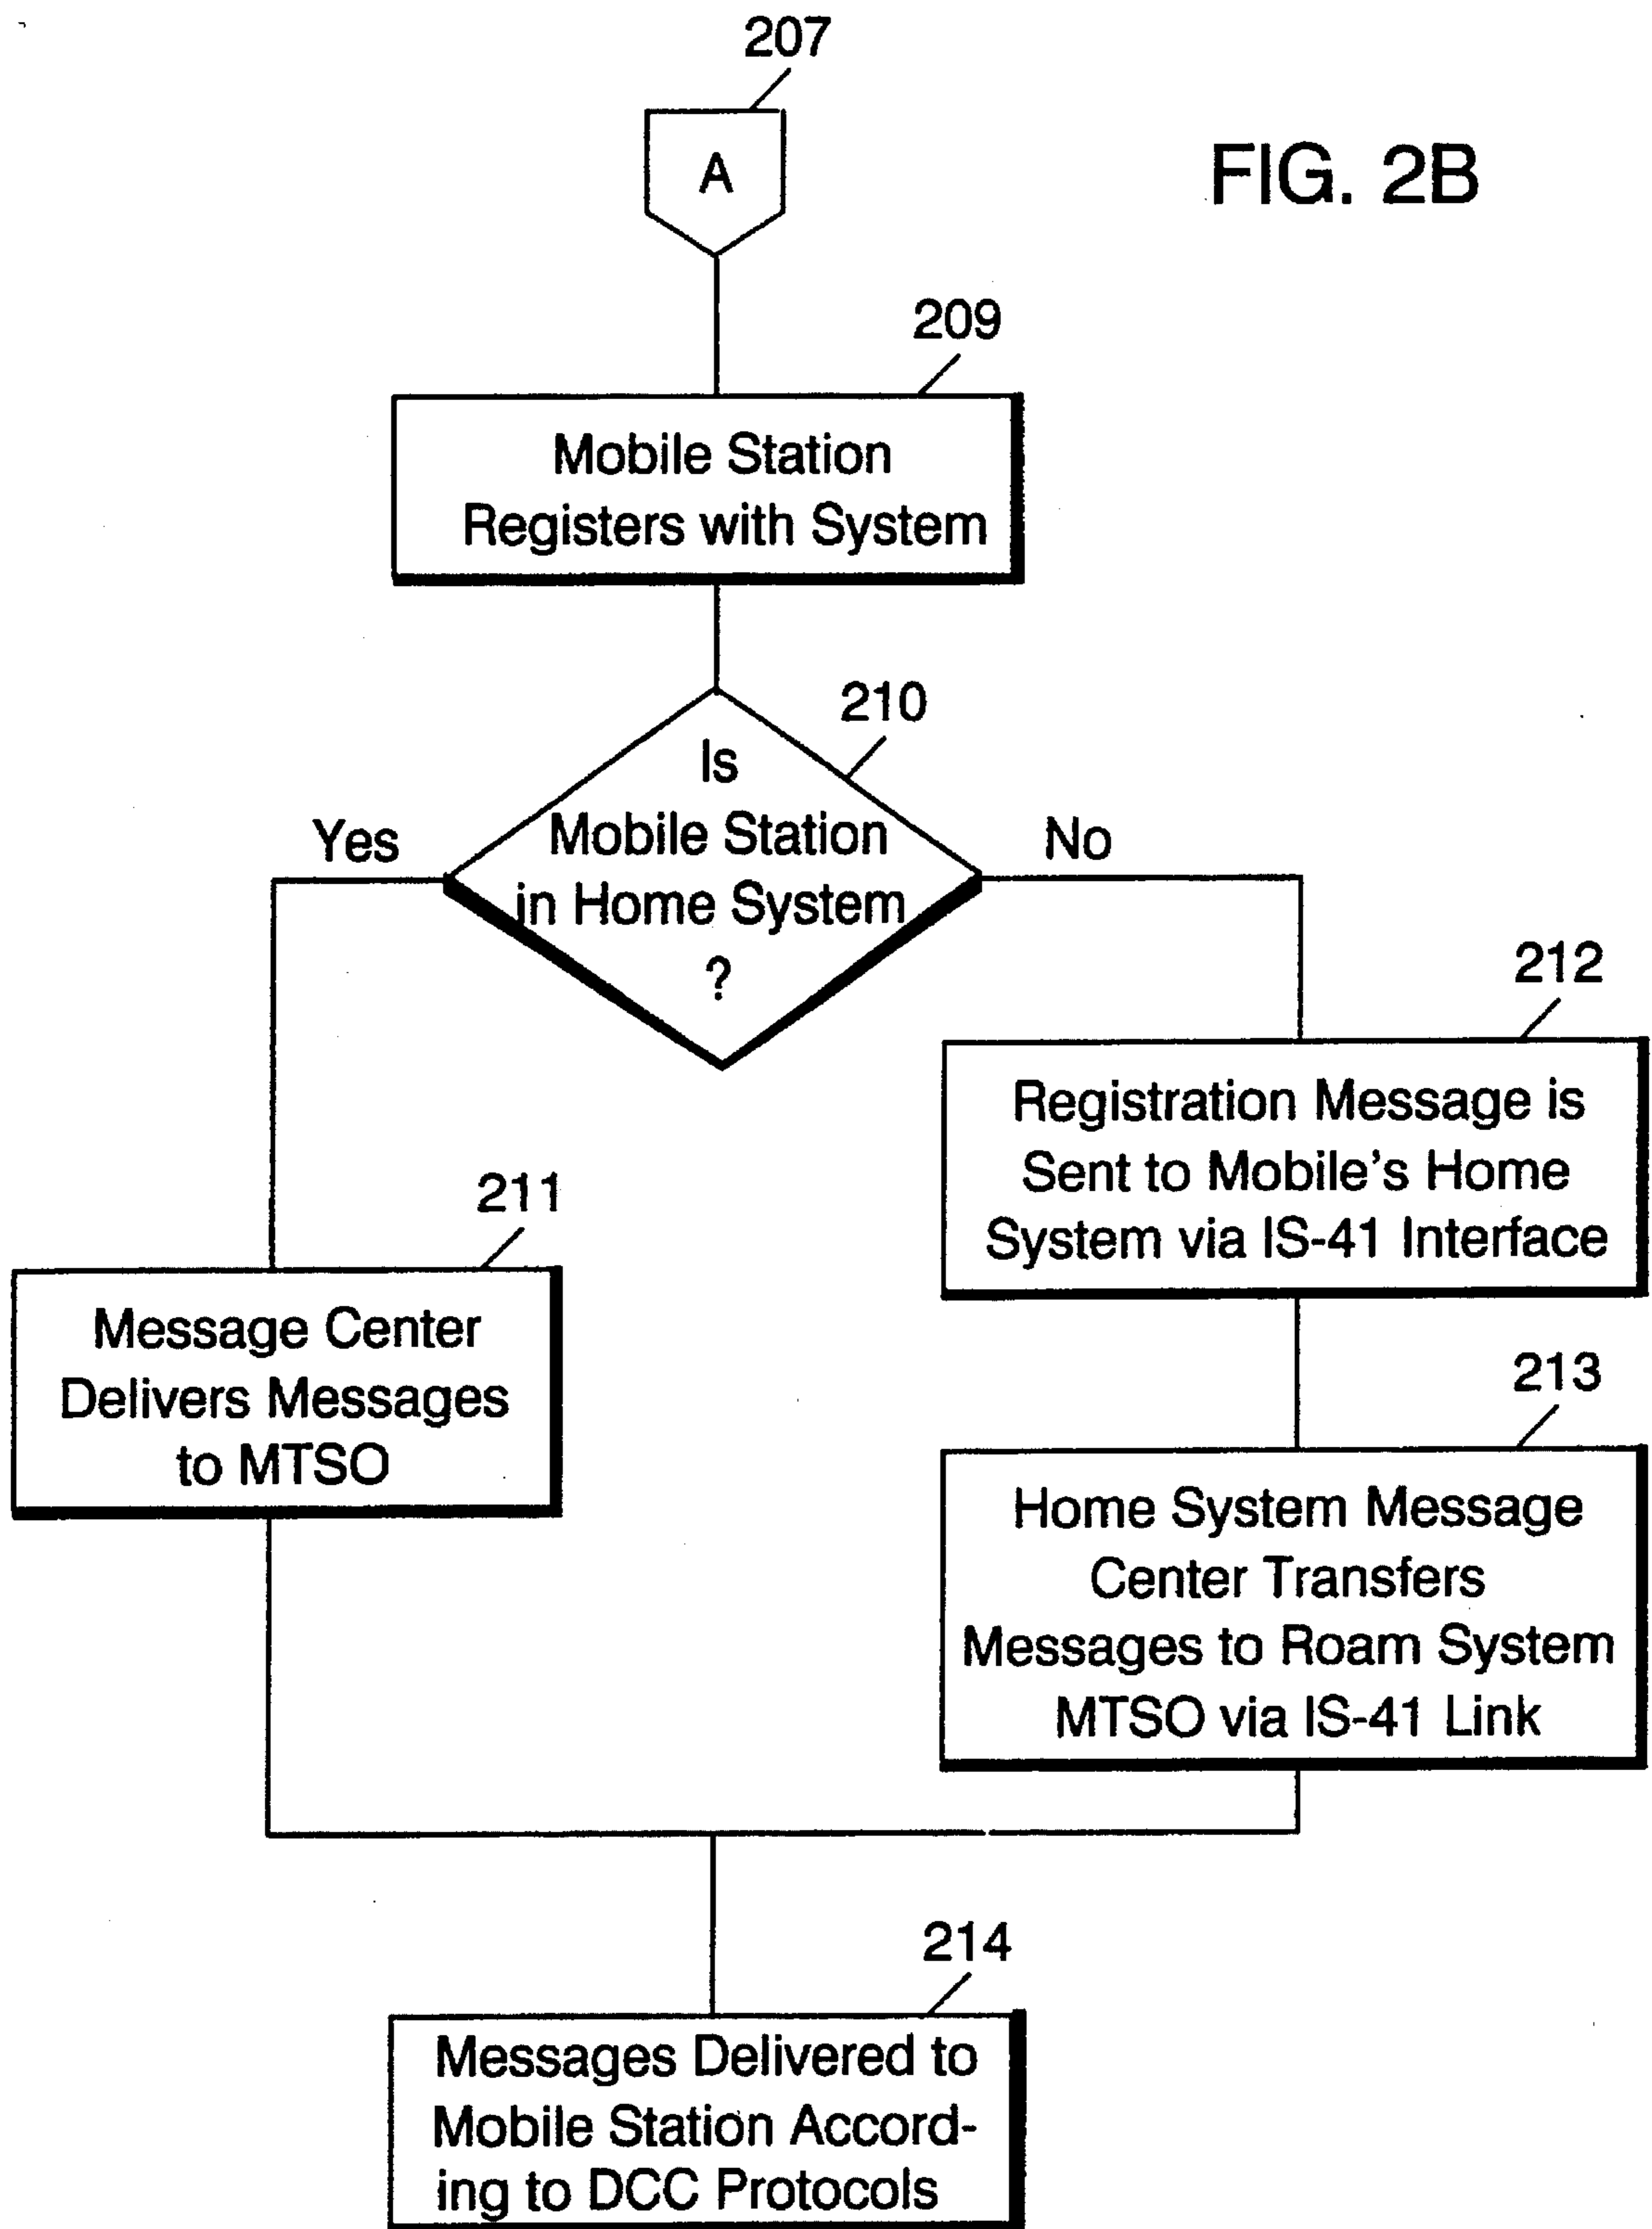 207
A
FIG. 2B
209
Mobile Station
Registers with System
210
Is
Mobile Station
in Home System
?
Yes
No
212
Registration Message is
Sent to Mobile's Home
System via IS-41 Interface
211
Message Center
Delivers Messages
to MTSO
213
Home System Message
Center Transfers
Messages to Roam System
MTSO via IS-41 Link
214
Messages Delivered to
Mobile Station Accord-
ing to DCC Protocols